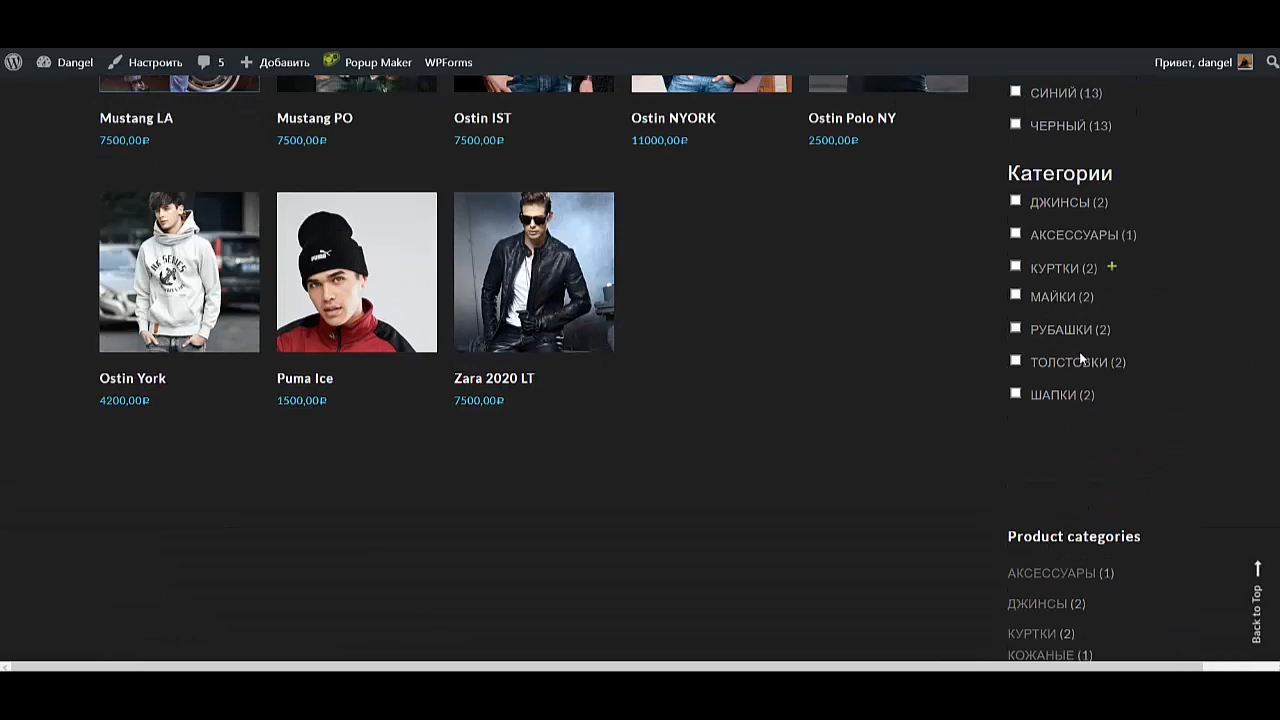 Dangel Настроить 5 Добавить Popup Maker WPForms Привет, dangel
Mustang LA
7500,00₽
Mustang PO
7500,00₽
Ostin IST
7500,00₽
Ostin NYORK
11000,00₽
Ostin Polo NY
2500,00₽
Ostin York
4200,00₽
Puma Ice
1500,00₽
Zara 2020 LT
7500,00₽
СИНИЙ (13)
ЧЕРНЫЙ (13)
Категории
ДЖИНСЫ (2)
АКСЕССУАРЫ (1)
КУРТКИ (2) +
МАЙКИ (2)
РУБАШКИ (2)
ТОЛСТОВКИ (2)
ШАПКИ (2)
Product categories
АКСЕССУАРЫ (1)
ДЖИНСЫ (2)
КУРТКИ (2)
КОЖАНЫЕ (1)
Back to Top